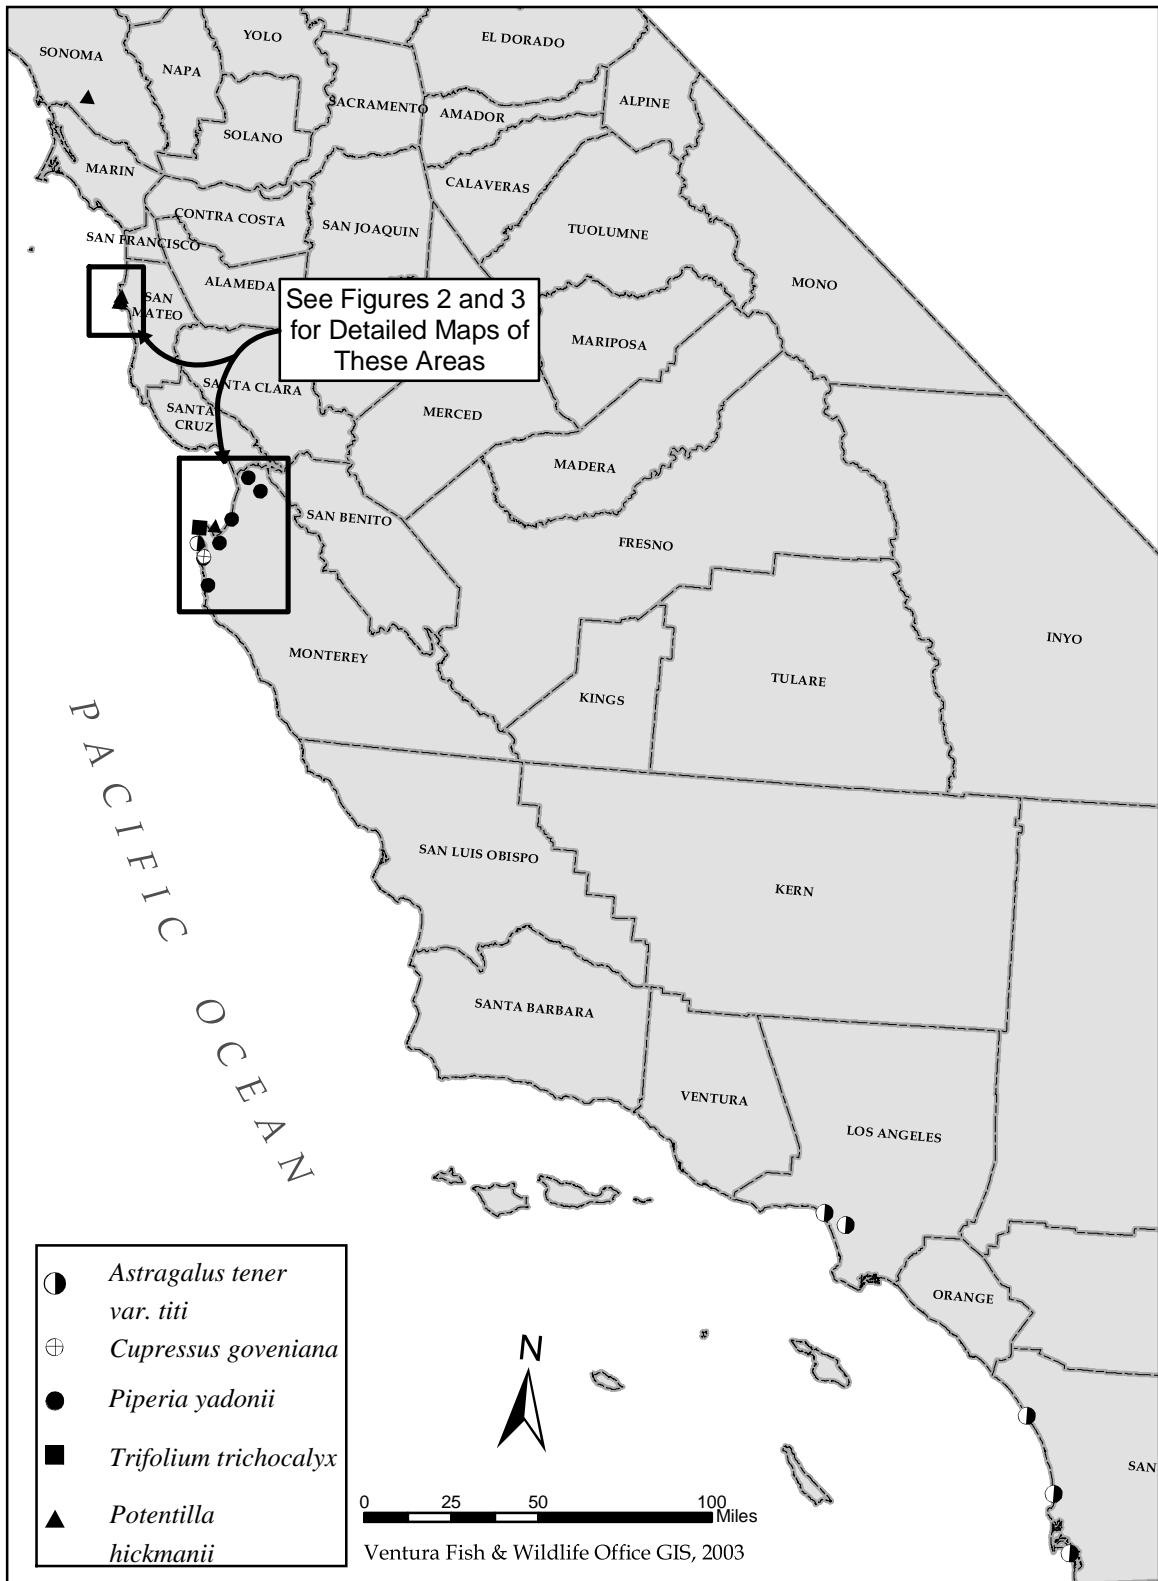 YOLO
EL DORADO
SONOMA
NAPA
SACRAMENTO
AMADOR
ALPINE
SOLANO
MARIN
CALAVERAS
CONTRA COSTA
SAN JOAQUIN
TUOLUMNE
SAN FRANCISCO
ALAMEDA
MONO
SAN
MATEO
See Figures 2 and 3
for Detailed Maps of
These Areas
MARIPOSA
SANTA CLARA
SANTA
CRUZ
MERCED
MADERA
SAN BENITO
FRESNO
INYO
MONTEREY
TULARE
KINGS
PACIFIC OCEAN
SAN LUIS OBISPO
KERN
SANTA BARBARA
VENTURA
LOS ANGELES
ORANGE
SAN
Astragalus tener
var. titi
Cupressus goveniana
Piperia yadonii
Trifolium trichocalyx
Potentilla
hickmanii
N
0 25 50 100
Miles
Ventura Fish & Wildlife Office GIS, 2003